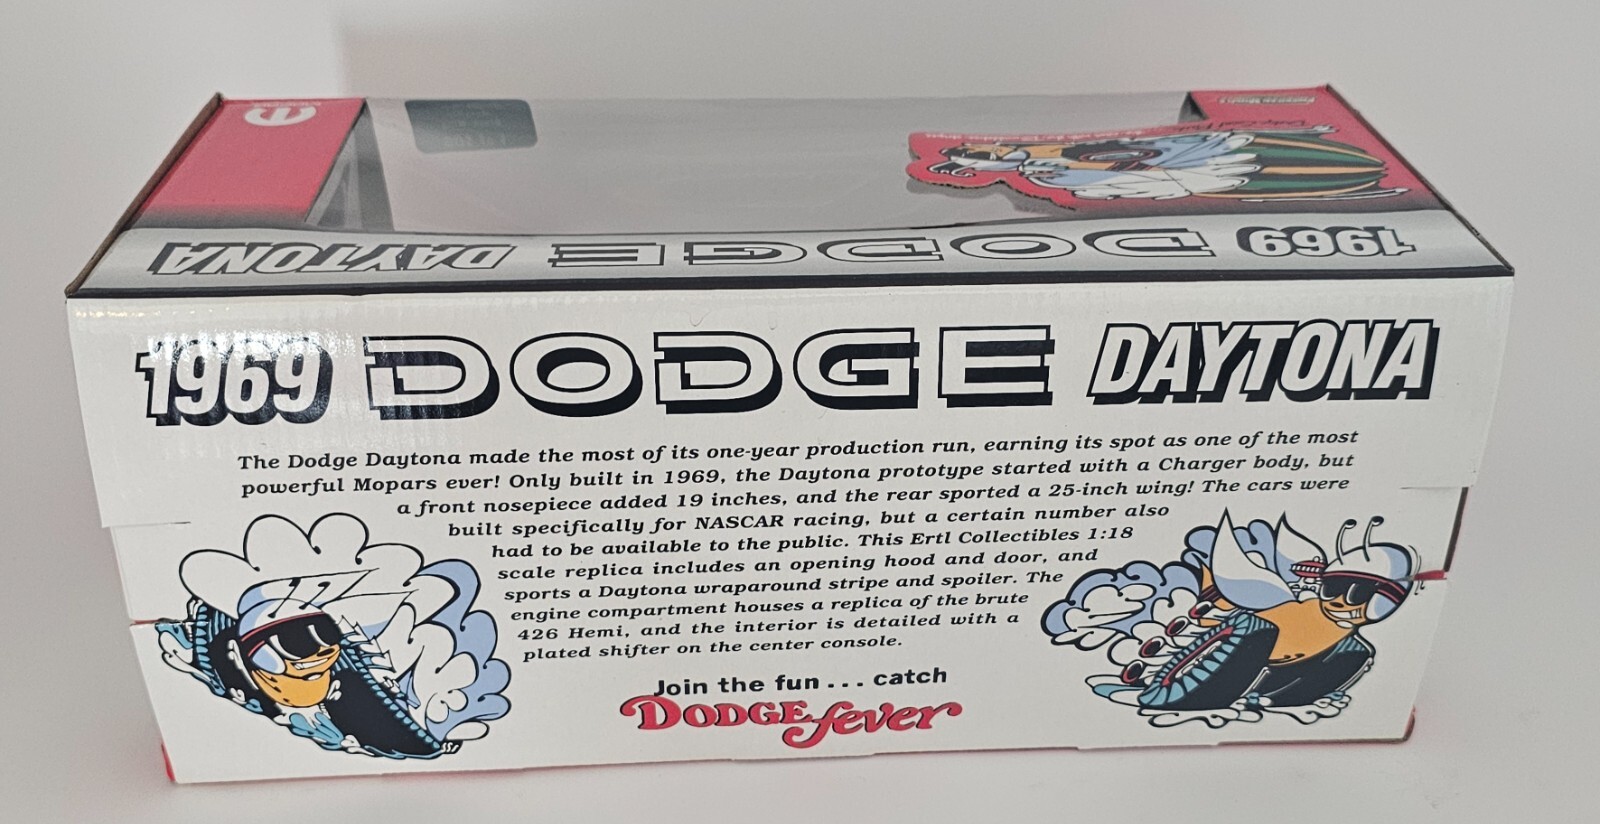 1969 DODGE DAYTONA
1969 DODGE DAYTONA
The Dodge Daytona made the most of its one-year production run, earning its spot as one of the most
powerful Mopars ever! Only built in 1969, the Daytona prototype started with a Charger body, but
a front nosepiece added 19 inches, and the rear sported a 25-inch wing! The cars were
built specifically for NASCAR racing, but a certain number also
had to be available to the public. This Ertl Collectibles 1:18
scale replica includes an opening hood and door, and
sports a Daytona wraparound stripe and spoiler. The
engine compartment houses a replica of the brute
426 Hemi, and the interior is detailed with a
plated shifter on the center console.
Join the fun... catch
DODGE fever